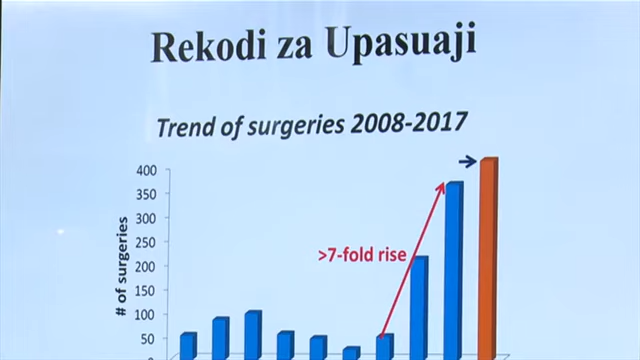 Rekodi za Upasuaji
Trend of surgeries 2008-2017
400
350
300
250
200
150
100
50
# of surgeries
>7-fold rise